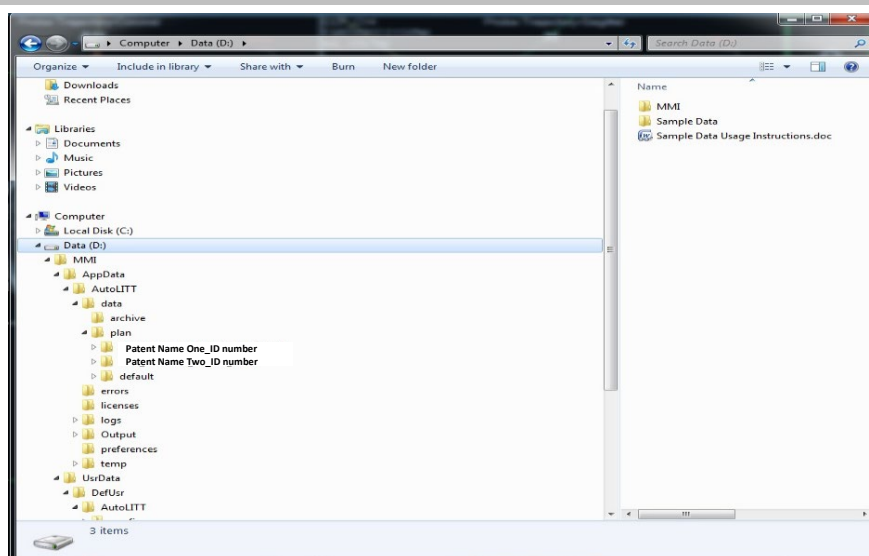 Computer ▸ Data (D:) ▸
Search Data (D:)
Organize Include in library Share with Burn New folder
Downloads
Recent Places
Libraries
Documents
Music
Pictures
Videos
Computer
Local Disk (C:)
Data (D:)
MMI
AppData
AutoLITT
data
archive
plan
Patent Name One_ID number
Patent Name Two_ID number
default
errors
licenses
logs
Output
preferences
temp
UsrData
DefUsr
AutoLITT
Name
MMI
Sample Data
Sample Data Usage Instructions.doc
3 items